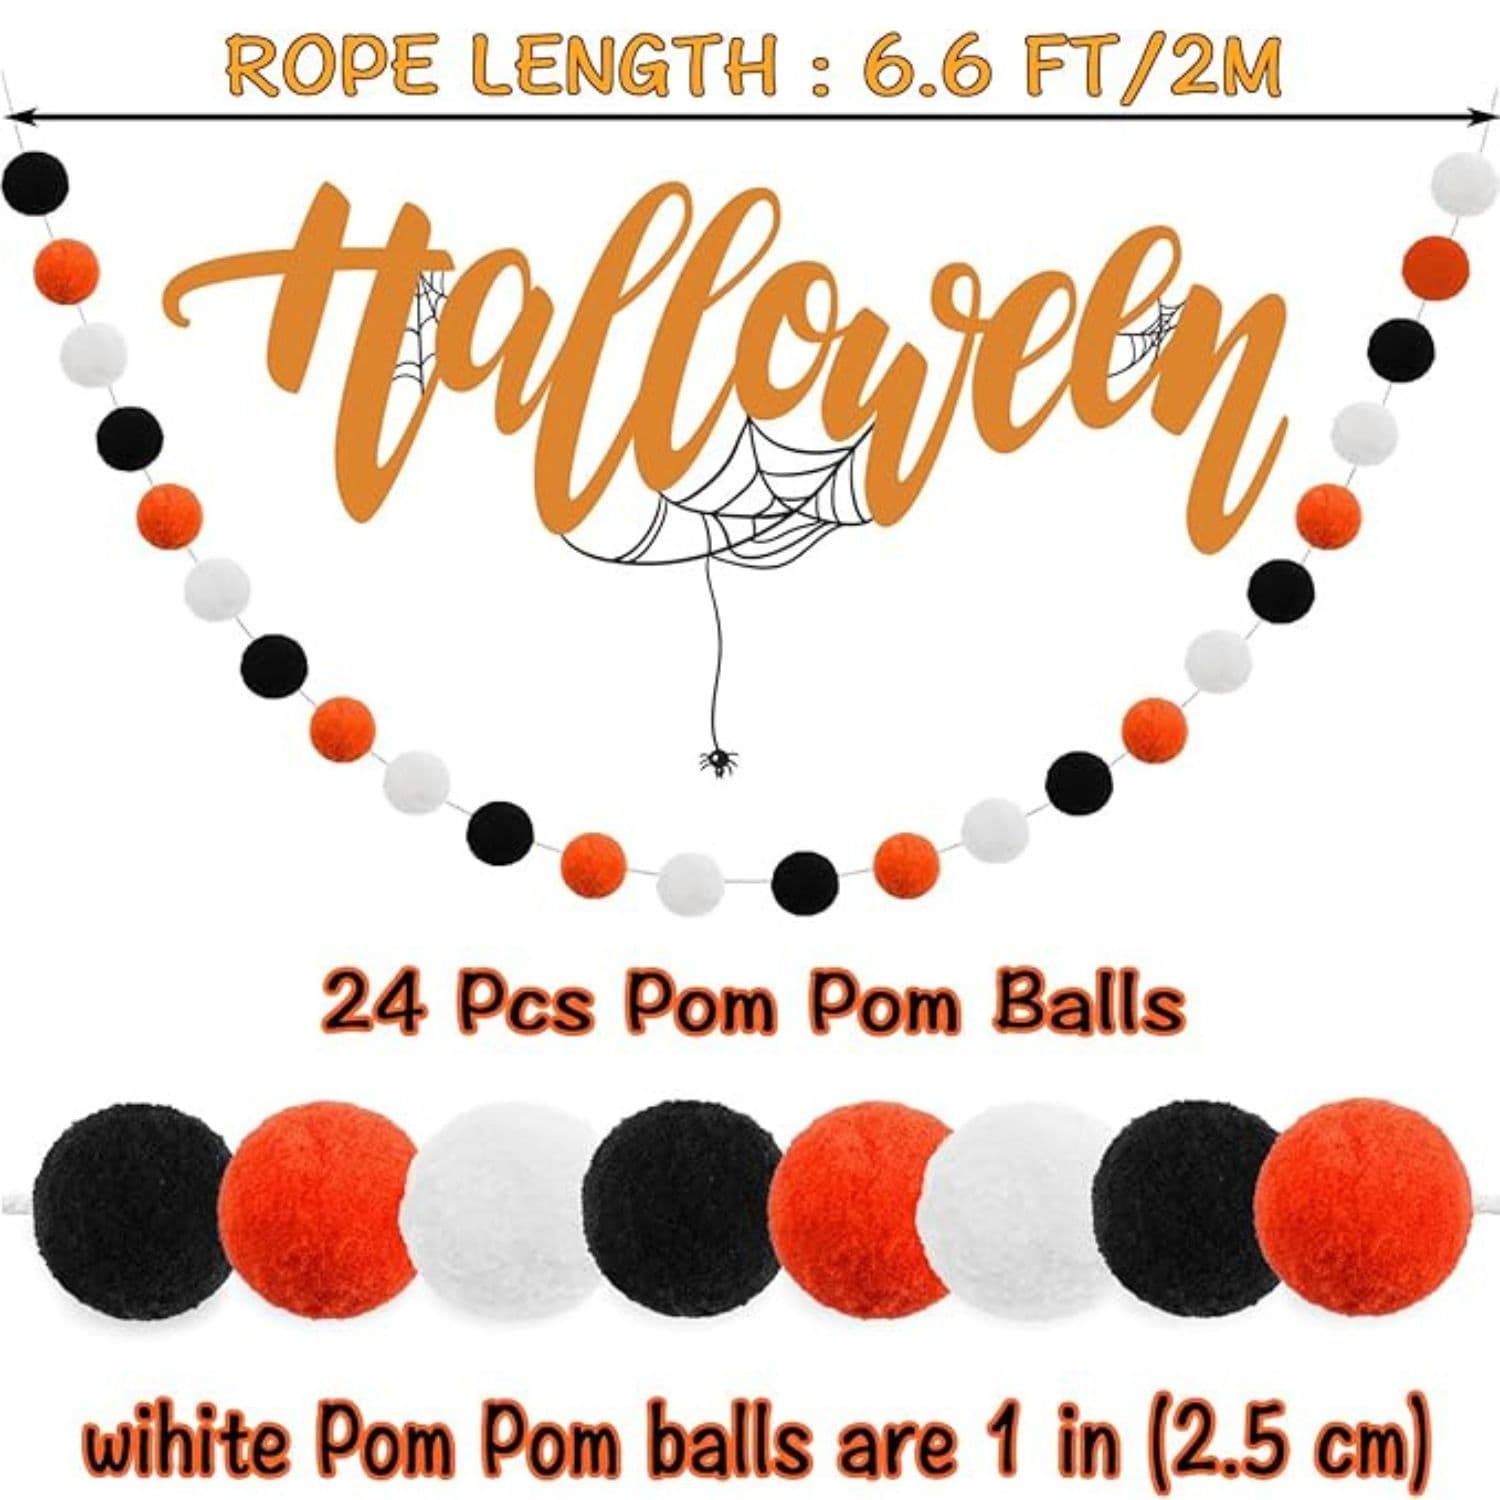 ROPE LENGTH : 6.6 FT/2M
Halloween
24 Pcs Pom Pom Balls
wihite Pom Pom balls are 1 in (2.5 cm)